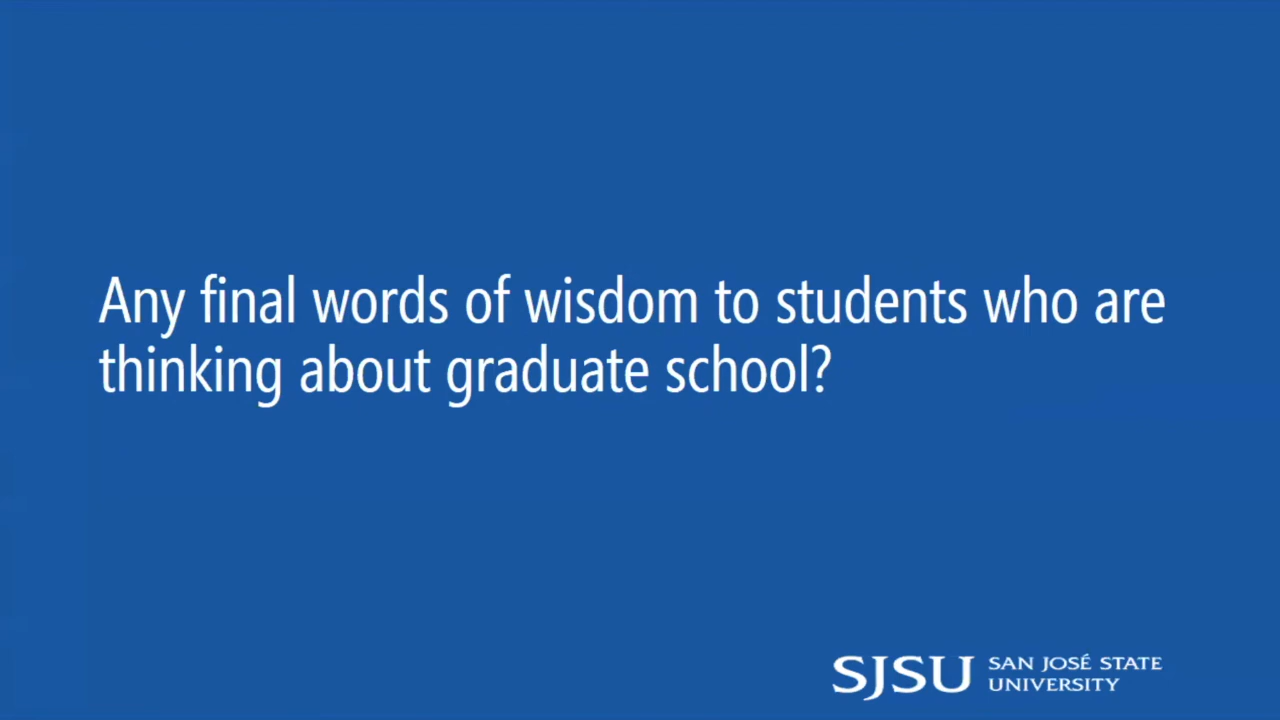 Any final words of wisdom to students who are
thinking about graduate school?
SJSU SAN JOSÉ STATE
UNIVERSITY